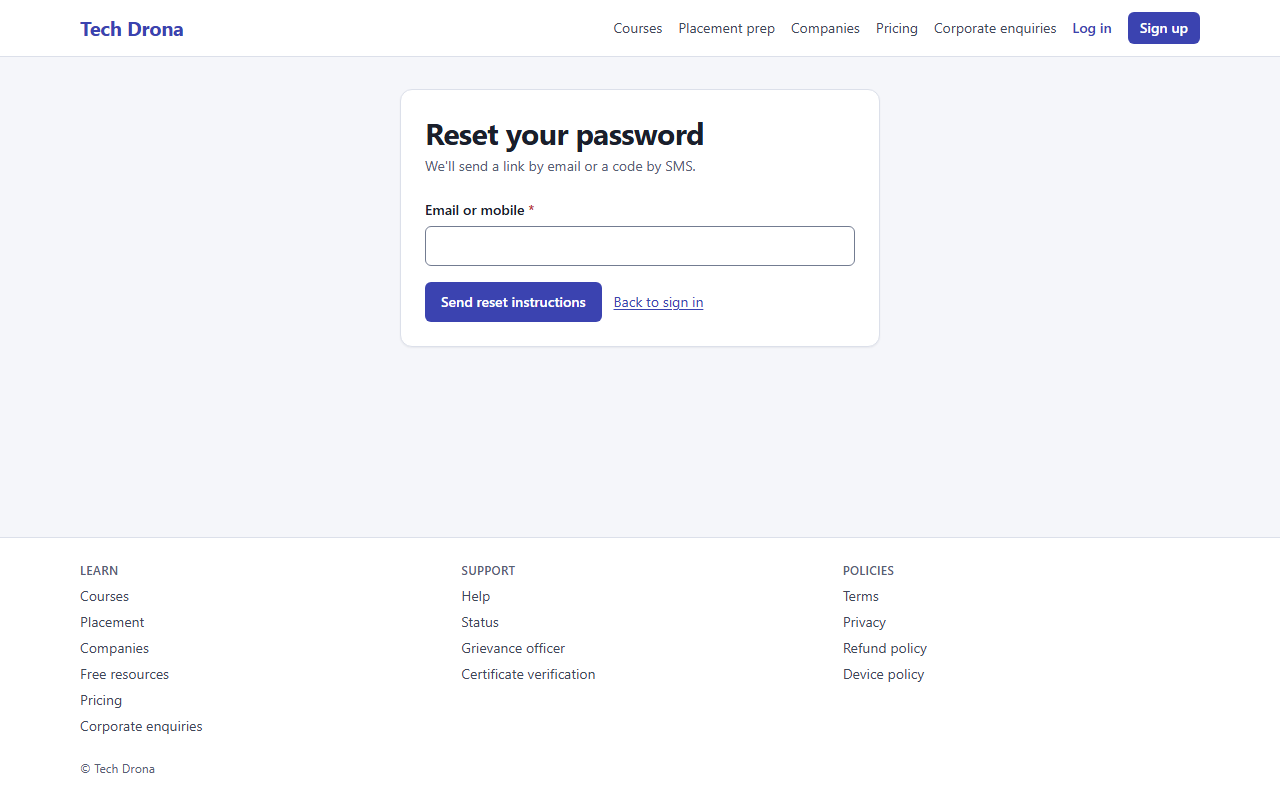 Tech Drona
Courses Placement prep Companies Pricing Corporate enquiries Log in Sign up
Reset your password
We'll send a link by email or a code by SMS.
Email or mobile *
Send reset instructions Back to sign in
LEARN
Courses
Placement
Companies
Free resources
Pricing
Corporate enquiries
SUPPORT
Help
Status
Grievance officer
Certificate verification
POLICIES
Terms
Privacy
Refund policy
Device policy
© Tech Drona